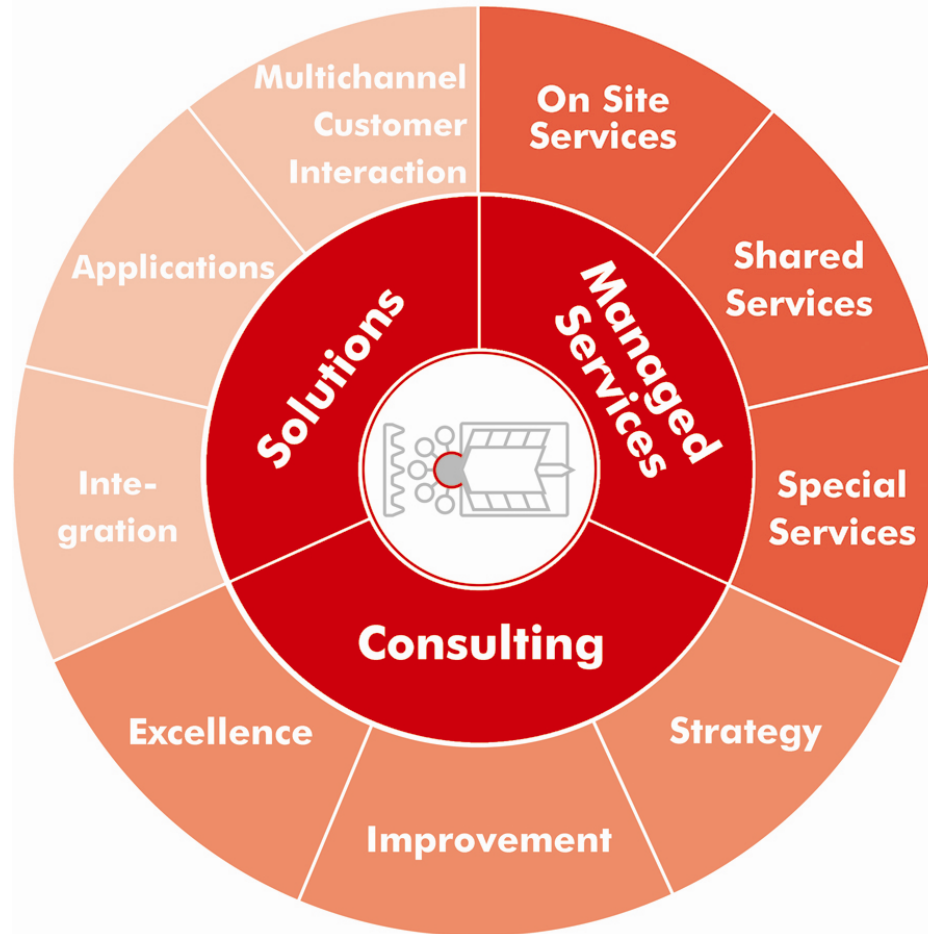 Multichannel
Customer
Interaction
On Site
Services
Applications
Shared
Services
Solutions
Managed
Services
Inte-
gration
Special
Services
Consulting
Excellence
Strategy
Improvement